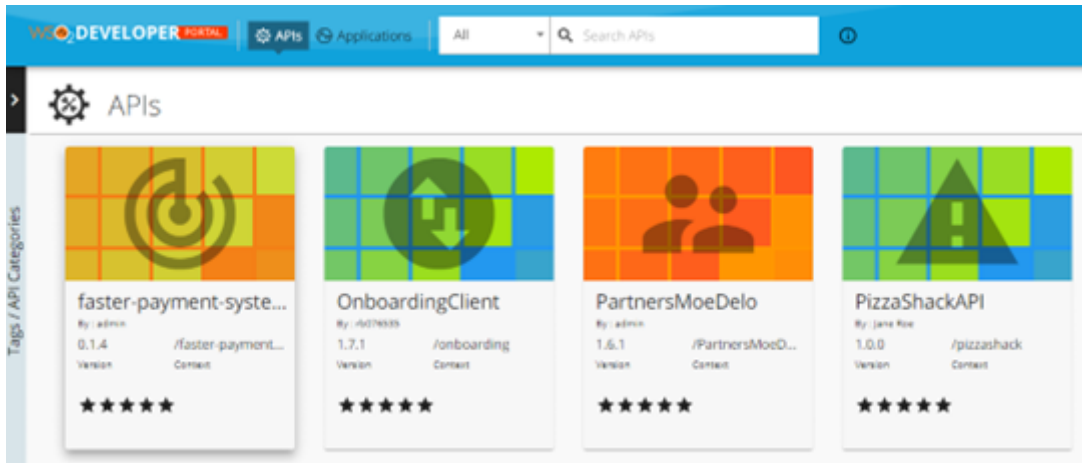 WSO2 DEVELOPER PORTAL APIs Applications All Search APIs
APIs
Tags / API Categories
faster-payment-syste...
By : admin
0.1.4 /faster-payment...
Version Context
OnboardingClient
By :
1.7.1 /onboarding
Version Context
PartnersMoeDelo
By : admin
1.6.1 /PartnersMoeD...
Version Context
PizzaShackAPI
By : Jane Roe
1.0.0 /pizzashack
Version Context